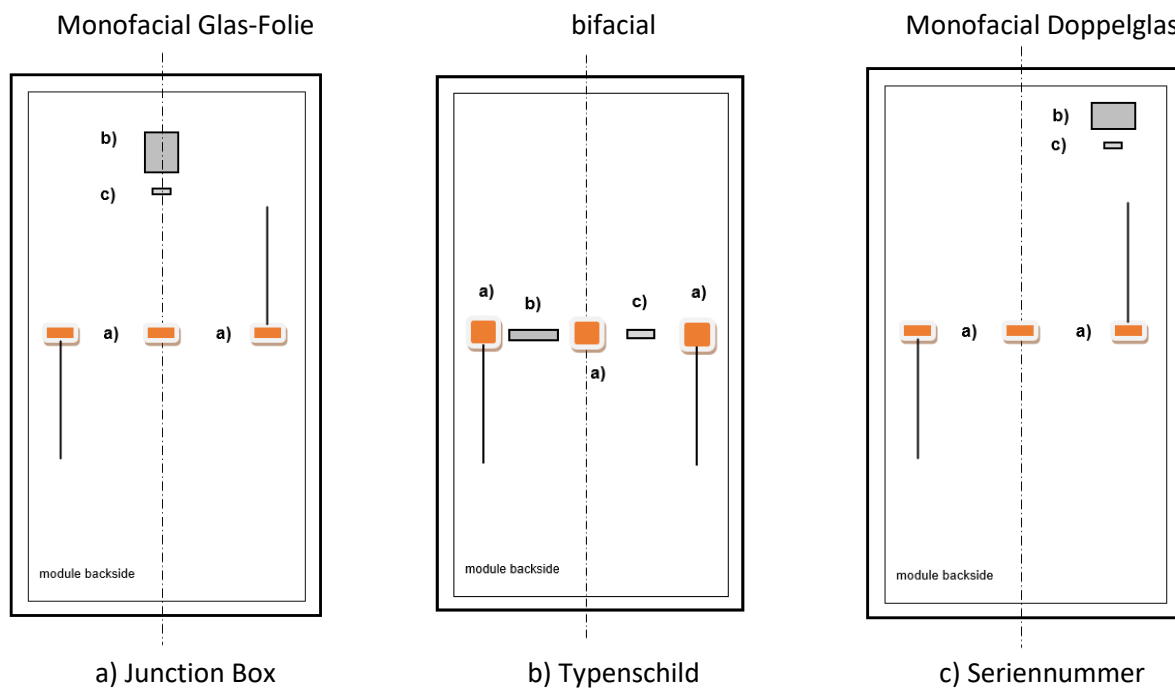 Monofacial Glas-Folie
bifacial
Monofacial Doppelglas
b)
c)
a)
a)
module backside
a)
b)
c)
a)
a)
module backside
b)
c)
a)
a)
module backside
a) Junction Box
b) Typenschild
c) Seriennummer